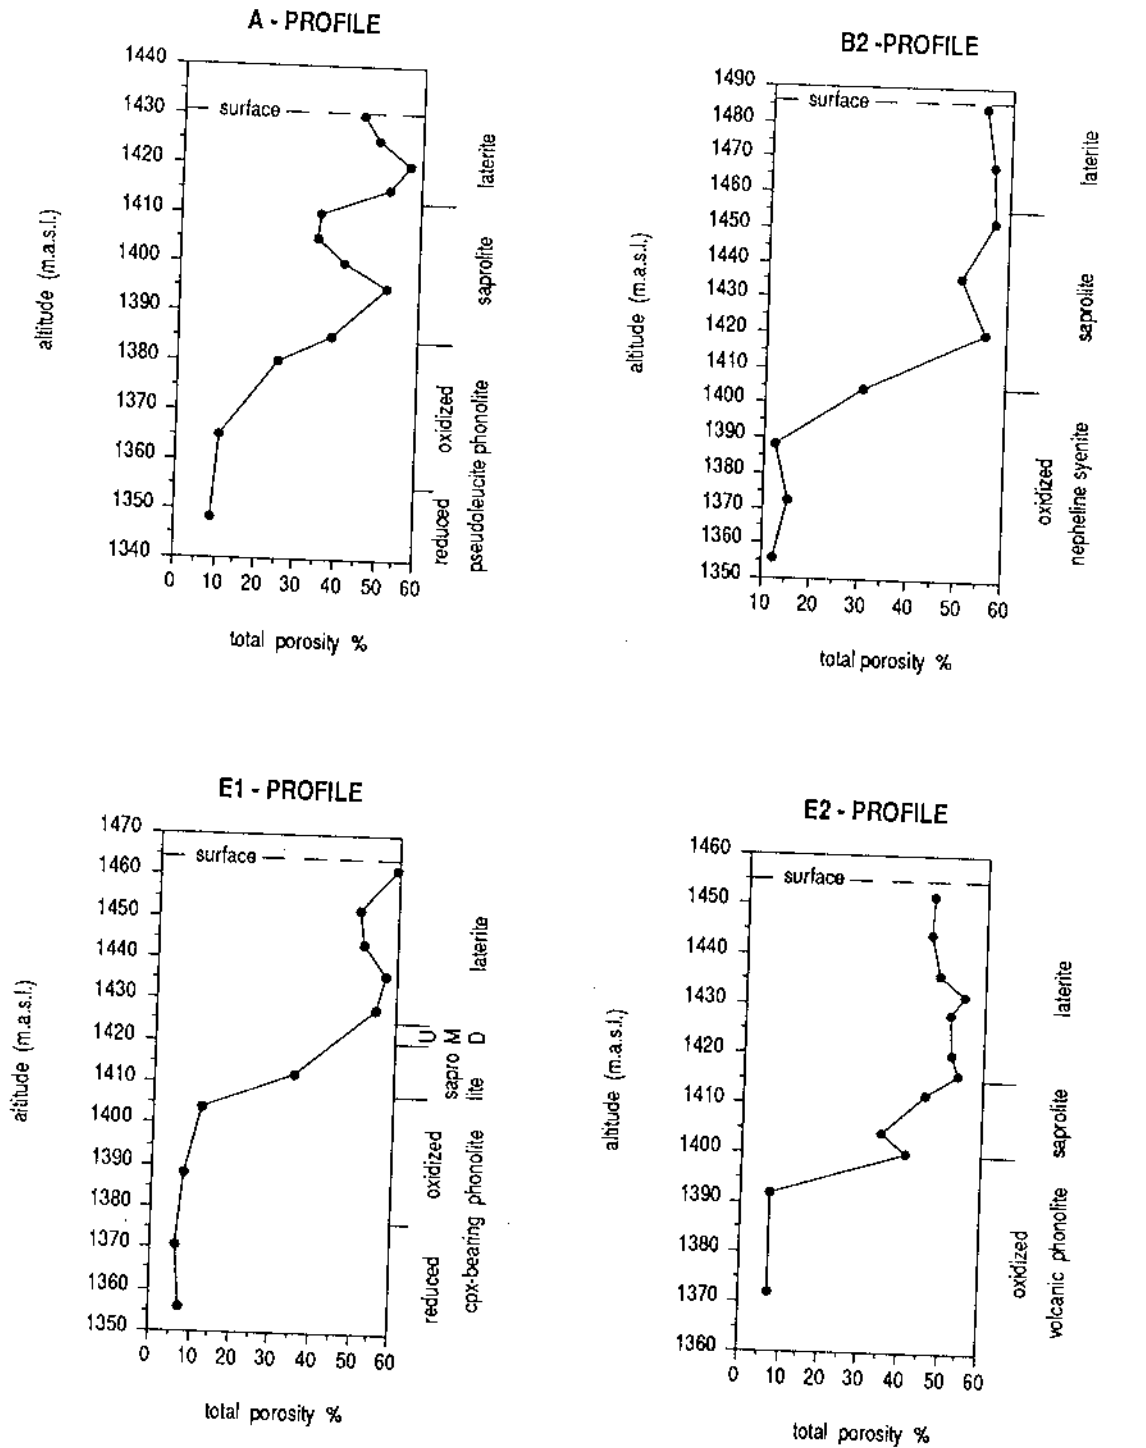 A - PROFILE
1440
1430
1420
1410
1400
1390
1380
1370
1360
1350
1340
surface
altitude (m.a.s.l.)
0 10 20 30 40 50 60
total porosity %
laterite
saprolite
oxidized
reduced
pseudoleucite phonolite
B2 -PROFILE
1490
1480
1470
1460
1450
1440
1430
1420
1410
1400
1390
1380
1370
1360
1350
surface
altitude (m.a.s.l.)
10 20 30 40 50 60
total porosity %
laterite
saprolite
oxidized
nepheline syenite
E1 - PROFILE
1470
1460
1450
1440
1430
1420
1410
1400
1390
1380
1370
1360
1350
surface
altitude (m.a.s.l.)
0 10 20 30 40 50 60
total porosity %
laterite
U M D
sapro
lite
oxidized
reduced
cpx-bearing phonolite
E2 - PROFILE
1460
1450
1440
1430
1420
1410
1400
1390
1380
1370
1360
surface
altitude (m.a.s.l.)
0 10 20 30 40 50 60
total porosity %
laterite
saprolite
oxidized
volcanic phonolite